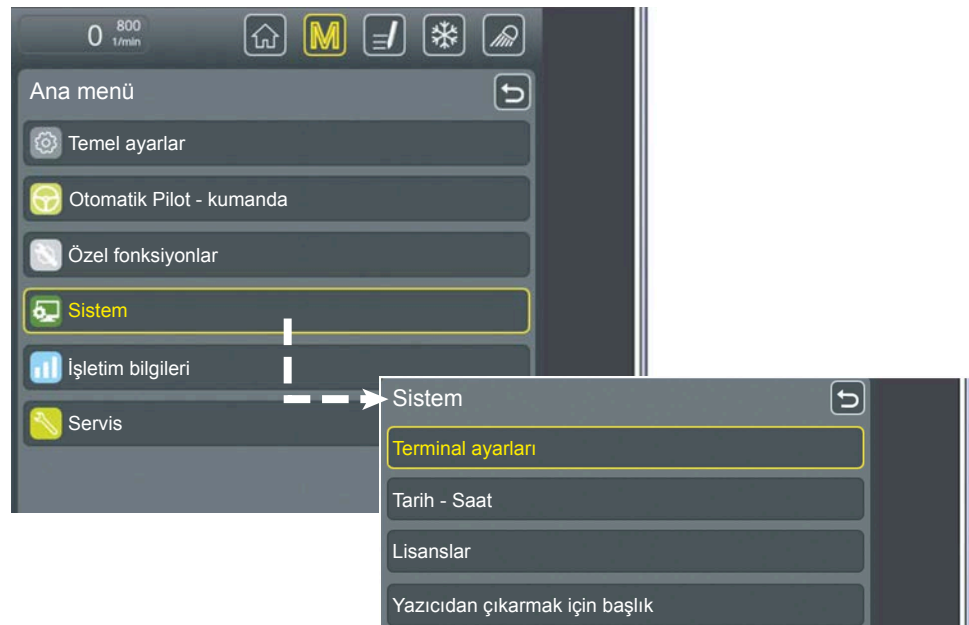 0 800
1/min
M
Ana menü
Temel ayarlar
Otomatik Pilot - kumanda
Özel fonksiyonlar
Sistem
İşletim bilgileri
Servis
Sistem
Terminal ayarları
Tarih - Saat
Lisanslar
Yazıcıdan çıkarmak için başlık